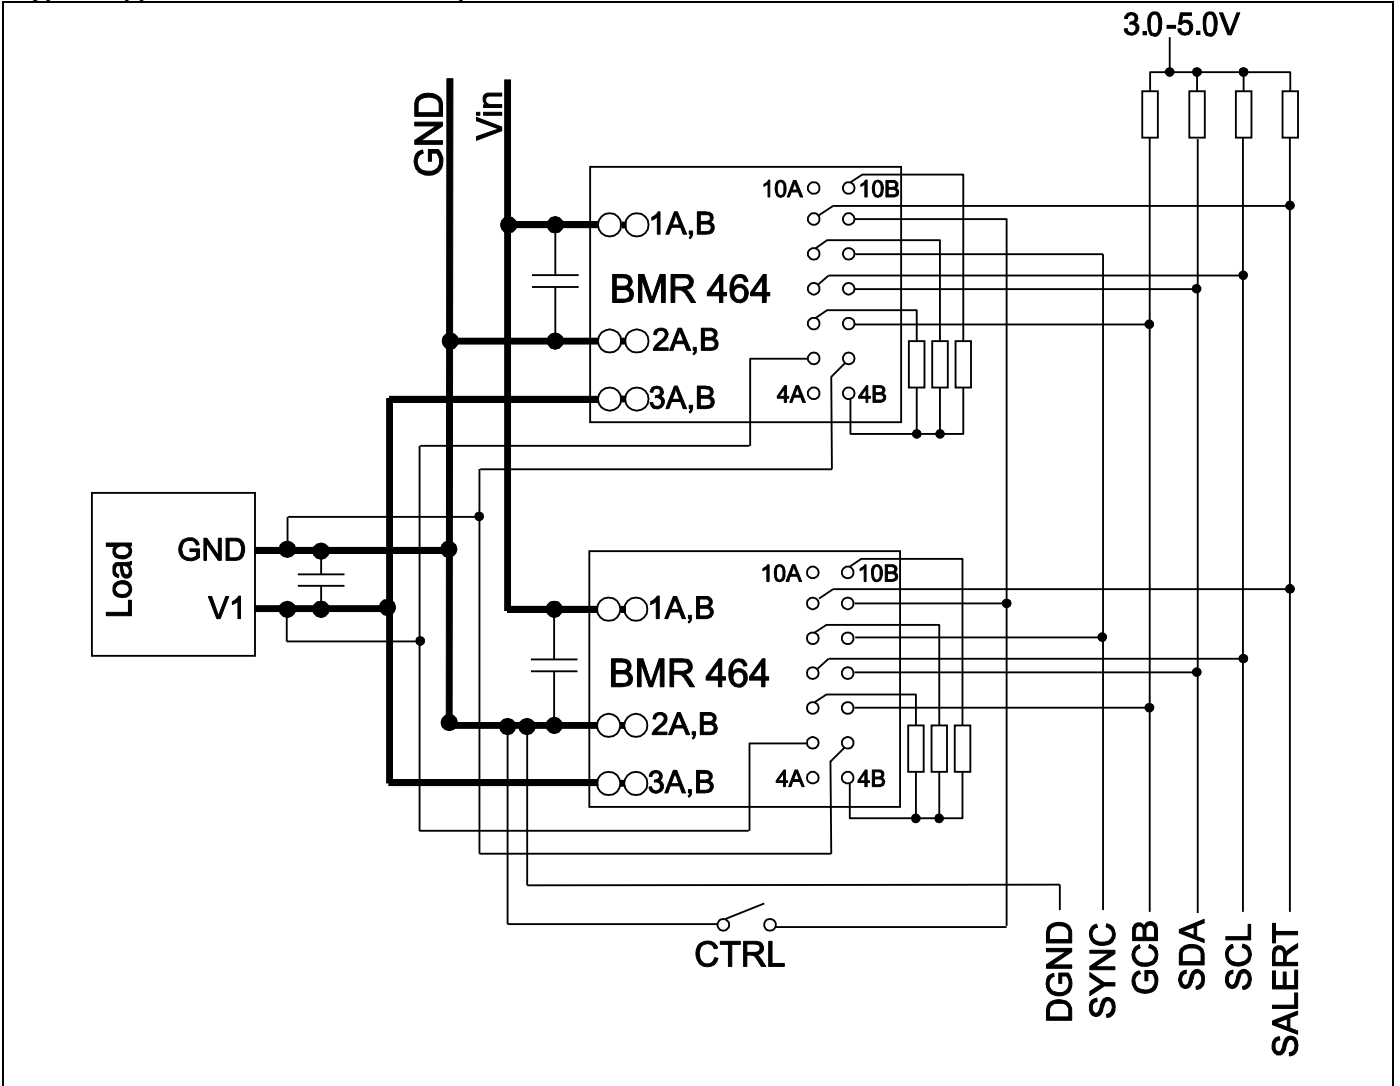 3.0-5.0V
GND
Vin
10A
10B
1A,B
BMR 464
2A,B
3A,B
4A
4B
Load
GND
V1
10A
10B
1A,B
BMR 464
2A,B
3A,B
4A
4B
CTRL
DGND
SYNC
GCB
SDA
SCL
SALERT